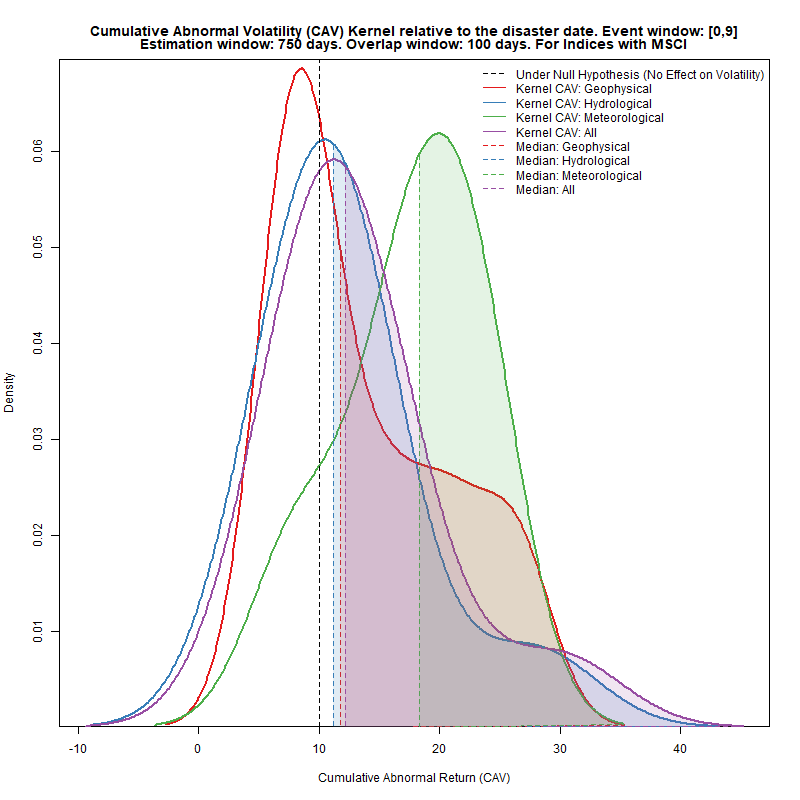 Cumulative Abnormal Volatility (CAV) Kernel relative to the disaster date. Event window: [0,9]
Estimation window: 750 days. Overlap window: 100 days. For Indices with MSCI
Under Null Hypothesis (No Effect on Volatility)
Kernel CAV: Geophysical
Kernel CAV: Hydrological
Kernel CAV: Meteorological
Kernel CAV: All
Median: Geophysical
Median: Hydrological
Median: Meteorological
Median: All
Density
0.06
0.05
0.04
0.03
0.02
0.01
-10 0 10 20 30 40
Cumulative Abnormal Return (CAV)